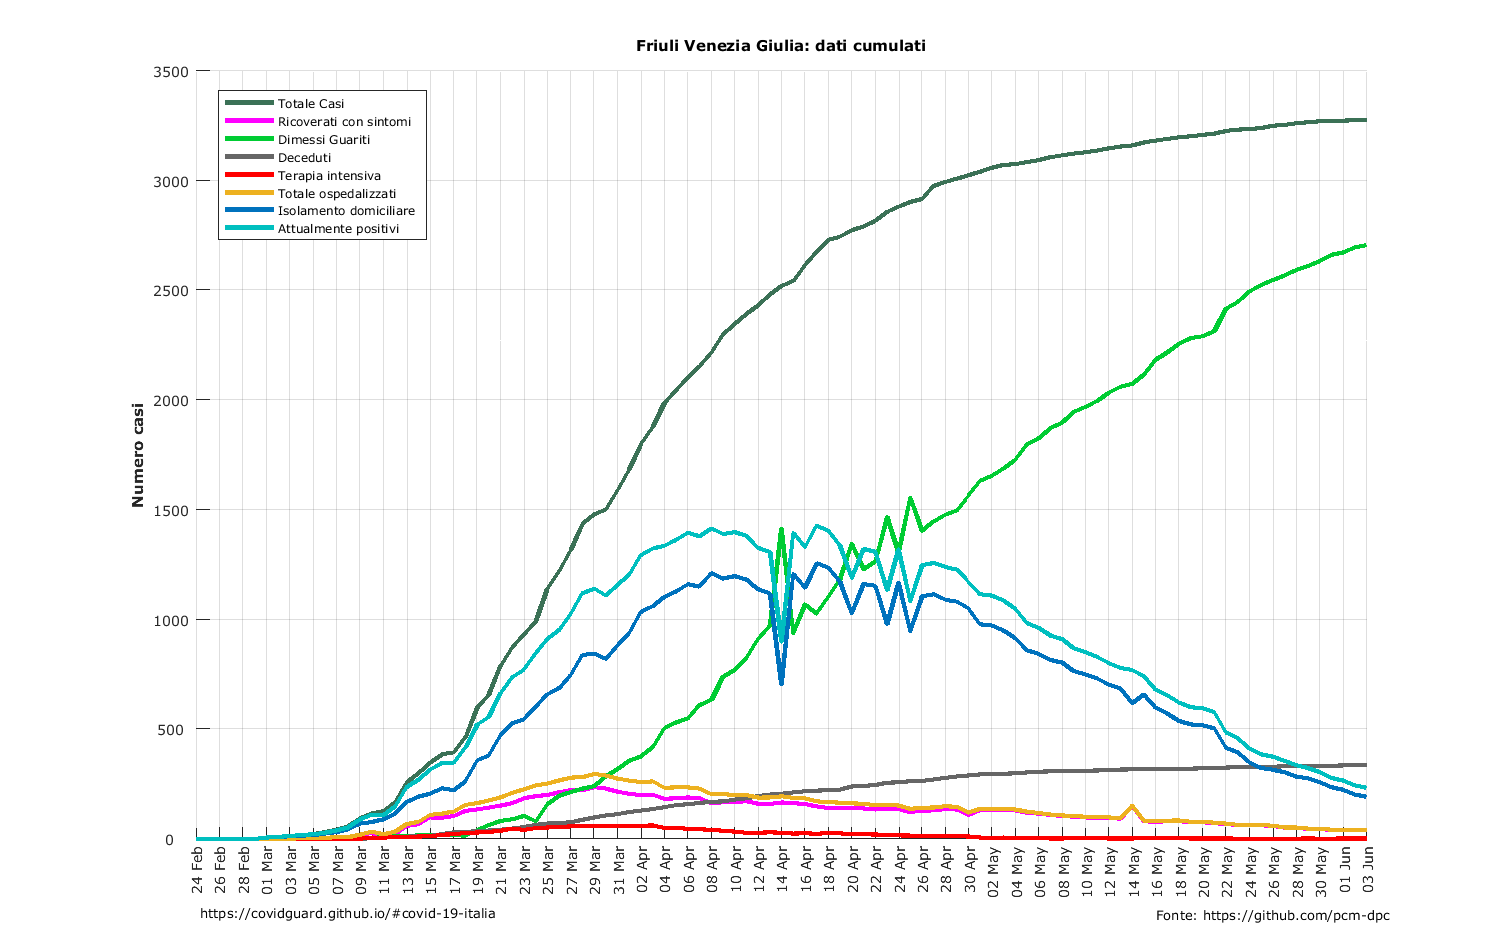 Friuli Venezia Giulia: dati cumulati
Numero casi
3500
3000
2500
2000
1500
1000
500
0
Totale Casi
Ricoverati con sintomi
Dimessi Guariti
Deceduti
Terapia intensiva
Totale ospedalizzati
Isolamento domiciliare
Attualmente positivi
24 Feb
26 Feb
28 Feb
01 Mar
03 Mar
05 Mar
07 Mar
09 Mar
11 Mar
13 Mar
15 Mar
17 Mar
19 Mar
21 Mar
23 Mar
25 Mar
27 Mar
29 Mar
31 Mar
02 Apr
04 Apr
06 Apr
08 Apr
10 Apr
12 Apr
14 Apr
16 Apr
18 Apr
20 Apr
22 Apr
24 Apr
26 Apr
28 Apr
30 Apr
02 May
04 May
06 May
08 May
10 May
12 May
14 May
16 May
18 May
20 May
22 May
24 May
26 May
28 May
30 May
01 Jun
03 Jun
https://covidguard.github.io/#covid-19-italia
Fonte: https://github.com/pcm-dpc